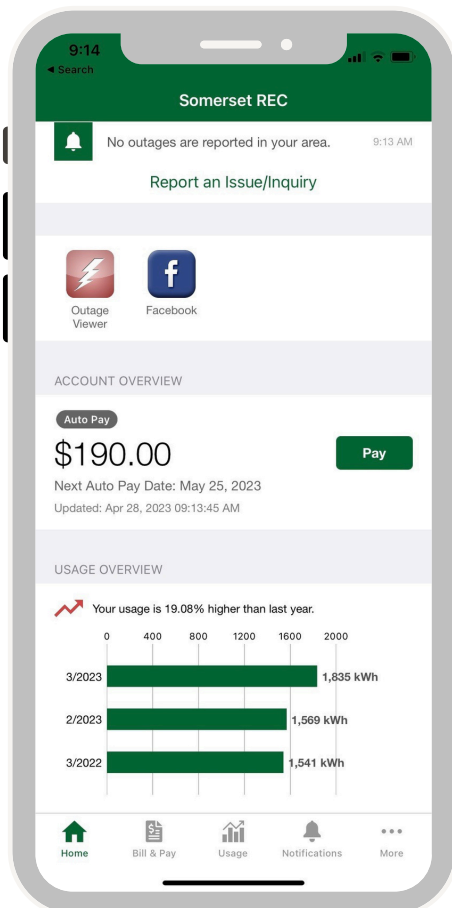 9:14
◀ Search
Somerset REC
No outages are reported in your area.
9:13 AM
Report an Issue/Inquiry
Outage
Viewer
Facebook
ACCOUNT OVERVIEW
Auto Pay
$190.00
Pay
Next Auto Pay Date: May 25, 2023
Updated: Apr 28, 2023 09:13:45 AM
USAGE OVERVIEW
Your usage is 19.08% higher than last year.
0 400 800 1200 1600 2000
3/2023 1,835 kWh
2/2023 1,569 kWh
3/2022 1,541 kWh
Home Bill & Pay Usage Notifications More